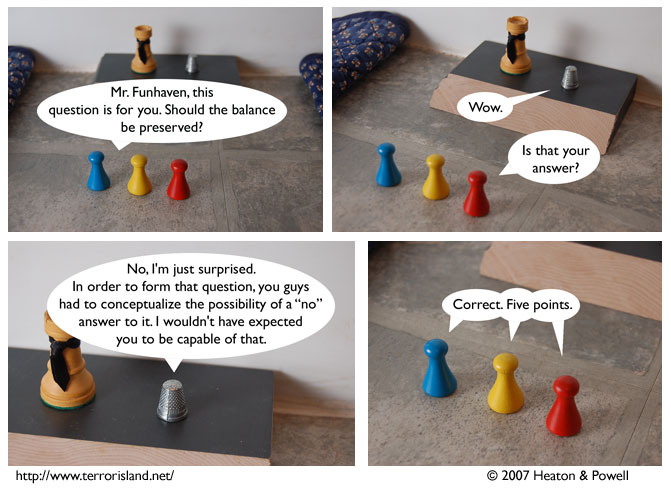 Mr. Funhaven, this
question is for you. Should the balance
be preserved?
Wow.
Is that your
answer?
No, I'm just surprised.
In order to form that question, you guys
had to conceptualize the possibility of a “no”
answer to it. I wouldn't have expected
you to be capable of that.
Correct. Five points.
http://www.terrorisland.net/
© 2007 Heaton & Powell